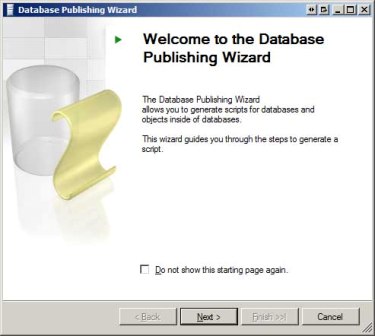 Database Publishing Wizard
Welcome to the Database
Publishing Wizard
The Database Publishing Wizard
allows you to generate scripts for databases and
objects inside of databases.
This wizard guides you through the steps to generate a
script.
Do not show this starting page again.
< Back
Next >
Finish >>|
Cancel